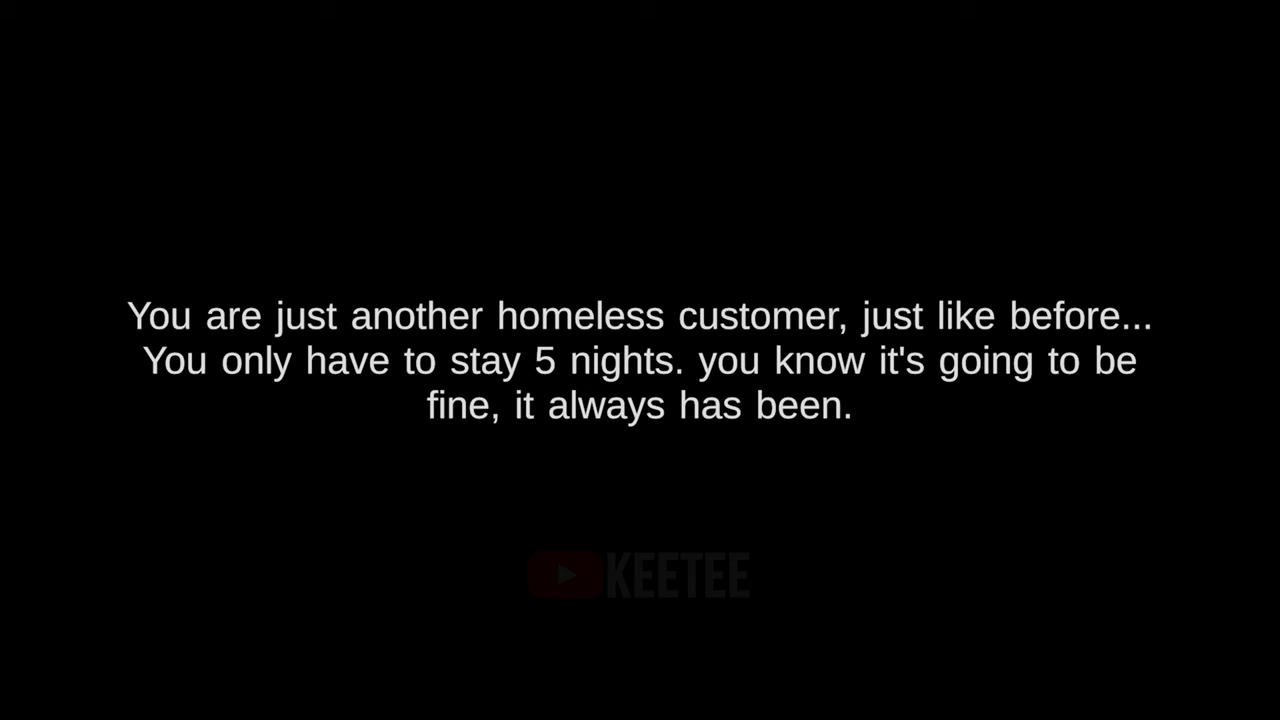 You are just another homeless customer, just like before...
You only have to stay 5 nights. you know it's going to be
fine, it always has been.
KEETEE